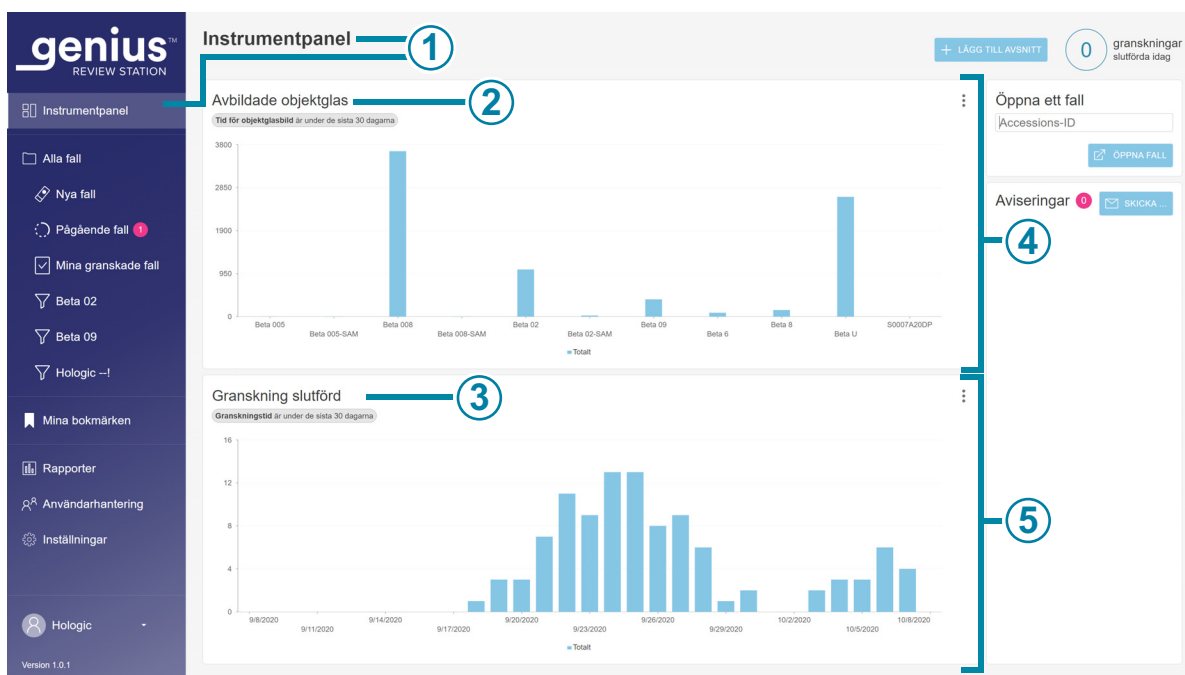 genius™
REVIEW STATION
Instrumentpanel
Alla fall
Nya fall
Pågående fall 1
Mina granskade fall
Beta 02
Beta 09
Hologic --!
Mina bokmärken
Rapporter
Användarhantering
Inställningar
Hologic
Version 1.0.1
Instrumentpanel
1
+ LÄGG TILL AVSNITT
0
granskningar
slutförda idag
Avbildade objektglas
2
Tid för objektglasbild är under de sista 30 dagarna
3800
2850
1900
950
0
Beta 005
Beta 005-SAM
Beta 008
Beta 008-SAM
Beta 02
Beta 02-SAM
Beta 09
Beta 6
Beta 8
Beta U
S0007A20DP
Totalt
4
Granskning slutförd
3
Granskningstid är under de sista 30 dagarna
16
12
8
4
0
9/8/2020
9/11/2020
9/14/2020
9/17/2020
9/20/2020
9/23/2020
9/26/2020
9/29/2020
10/2/2020
10/5/2020
10/8/2020
Totalt
5
Öppna ett fall
Accessions-ID
ÖPPNA FALL
Aviseringar 0
SKICKA ...